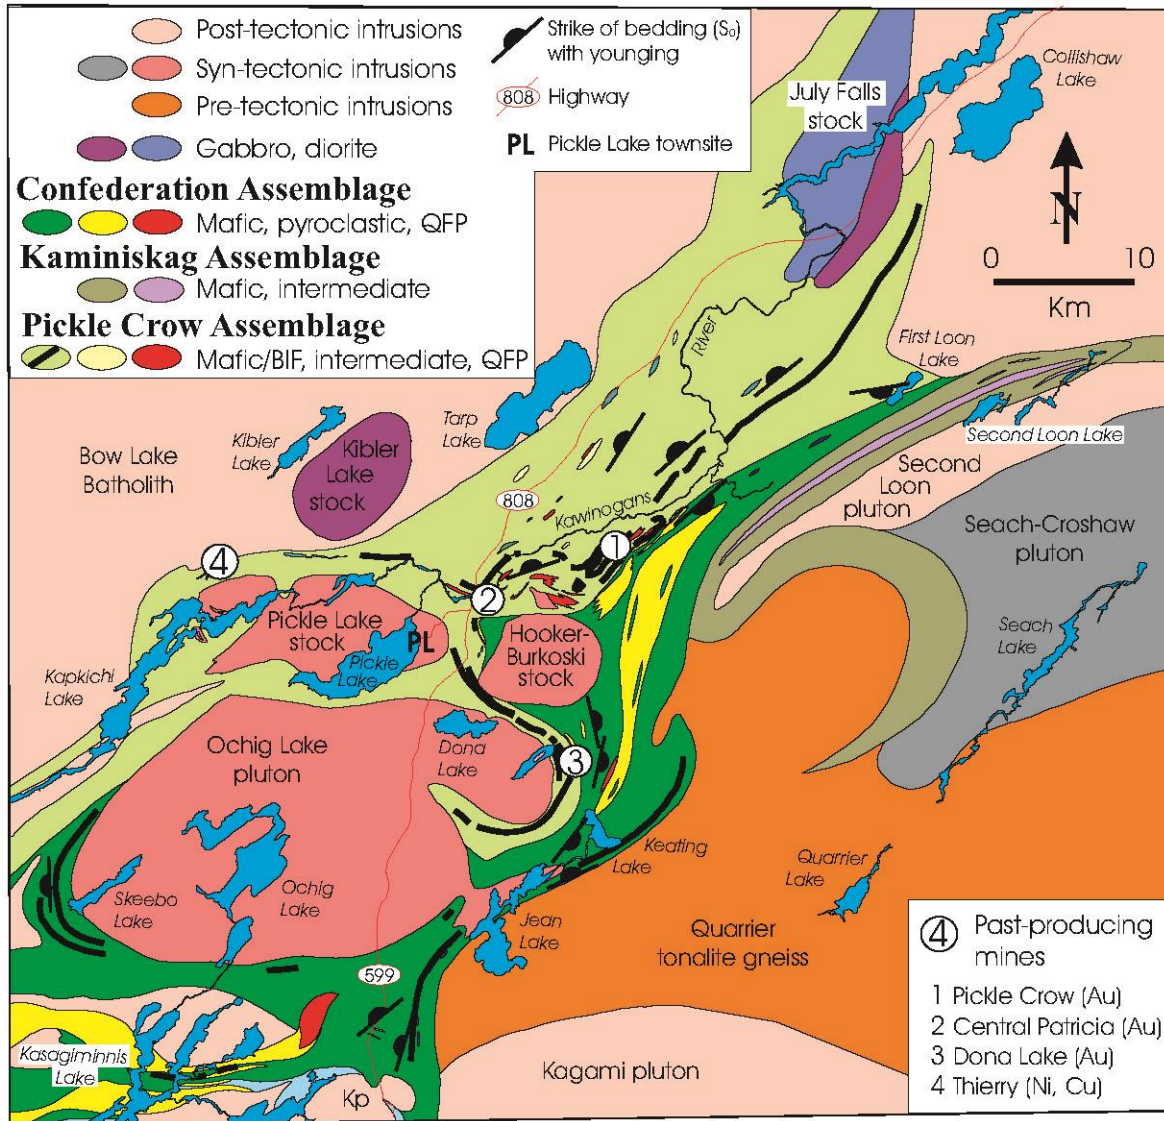 Post-tectonic intrusions
Syn-tectonic intrusions
Pre-tectonic intrusions
Gabbro, diorite
Confederation Assemblage
Mafic, pyroclastic, QFP
Kaminiskag Assemblage
Mafic, intermediate
Pickle Crow Assemblage
Mafic/BIF, intermediate, QFP
Strike of bedding (S₀)
with younging
808 Highway
PL Pickle Lake townsite
July Falls
stock
Collishaw
Lake
N
0 10
Km
River
First Loon
Lake
Tarp
Lake
Kibler
Lake
Kibler
Lake
stock
Bow Lake
Batholith
808
Kawinogans
Second Loon Lake
Second
Loon
pluton
Seach-Croshaw
pluton
1
4
2
Pickle Lake
stock
PL
Pickle
Lake
Hooker-
Burkoski
stock
Seach
Lake
Kapkichi
Lake
Ochig Lake
pluton
Dona
Lake
3
Keating
Lake
Quarrier
Lake
Skeebo
Lake
Ochig
Lake
Jean
Lake
Quarrier
tonalite gneiss
599
Kasagiminnis
Lake
Kp
Kagami pluton
4 Past-producing
mines
1 Pickle Crow (Au)
2 Central Patricia (Au)
3 Dona Lake (Au)
4 Thierry (Ni, Cu)